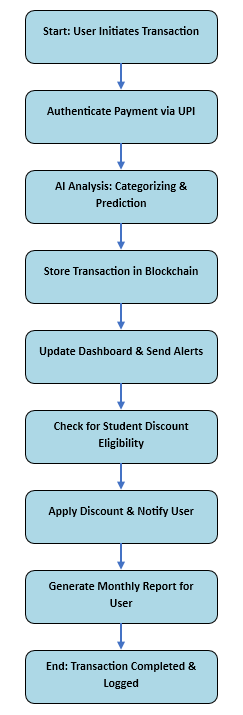 Start: User Initiates Transaction
Authenticate Payment via UPI
AI Analysis: Categorizing &
Prediction
Store Transaction in Blockchain
Update Dashboard & Send Alerts
Check for Student Discount
Eligibility
Apply Discount & Notify User
Generate Monthly Report for
User
End: Transaction Completed &
Logged